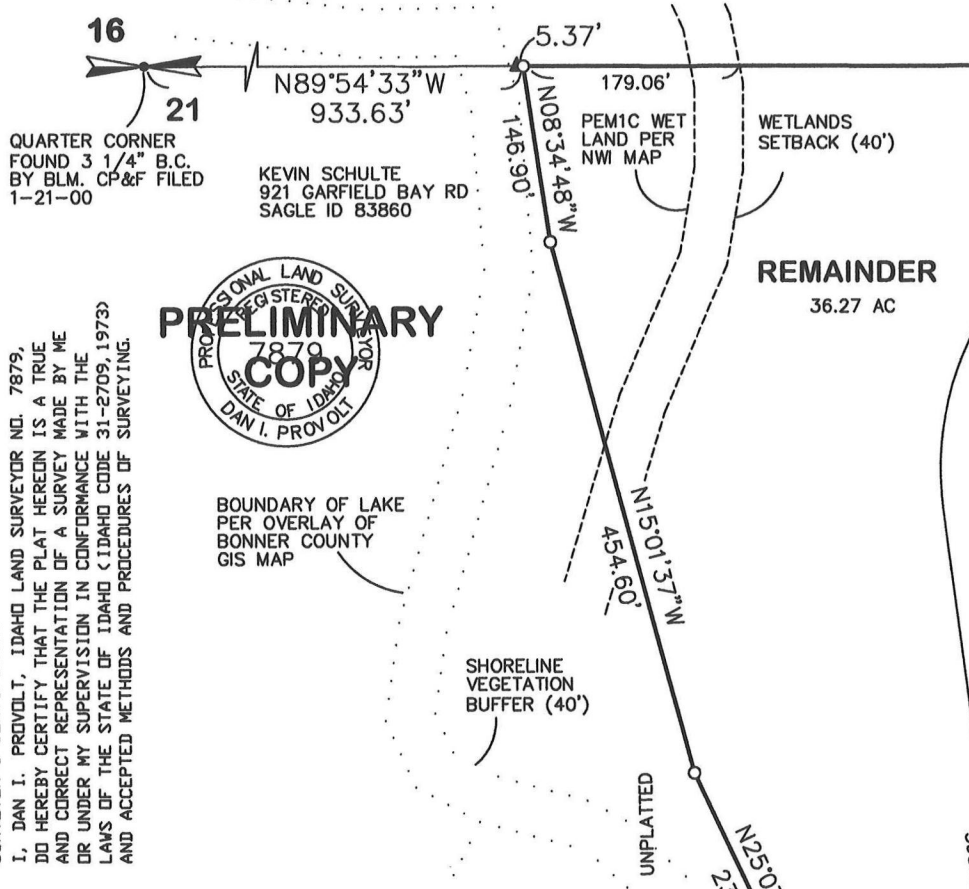 16
21
QUARTER CORNER
FOUND 3 1/4" B.C.
BY BLM. CP&F FILED
1-21-00
N89°54'33"W
933.63'
5.37'
179.06'
KEVIN SCHULTE
921 GARFIELD BAY RD
SAGLE ID 83860
N08°34'48"W
146.90'
PEM1C WET
LAND PER
NWI MAP
WETLANDS
SETBACK (40')
REMAINDER
36.27 AC
PROFESSIONAL LAND SURVEYOR
REGISTERED
7879
STATE OF IDAHO
DAN I. PROVOLT
PRELIMINARY
COPY
I, DAN I. PROVOLT, IDAHO LAND SURVEYOR NO. 7879,
DO HEREBY CERTIFY THAT THE PLAT HEREON IS A TRUE
AND CORRECT REPRESENTATION OF A SURVEY MADE BY ME
OR UNDER MY SUPERVISION IN CONFORMANCE WITH THE
LAWS OF THE STATE OF IDAHO (IDAHO CODE 31-2709, 1973)
AND ACCEPTED METHODS AND PROCEDURES OF SURVEYING.
BOUNDARY OF LAKE
PER OVERLAY OF
BONNER COUNTY
GIS MAP
N15°01'37"W
454.60'
SHORELINE
VEGETATION
BUFFER (40')
UNPLATTED